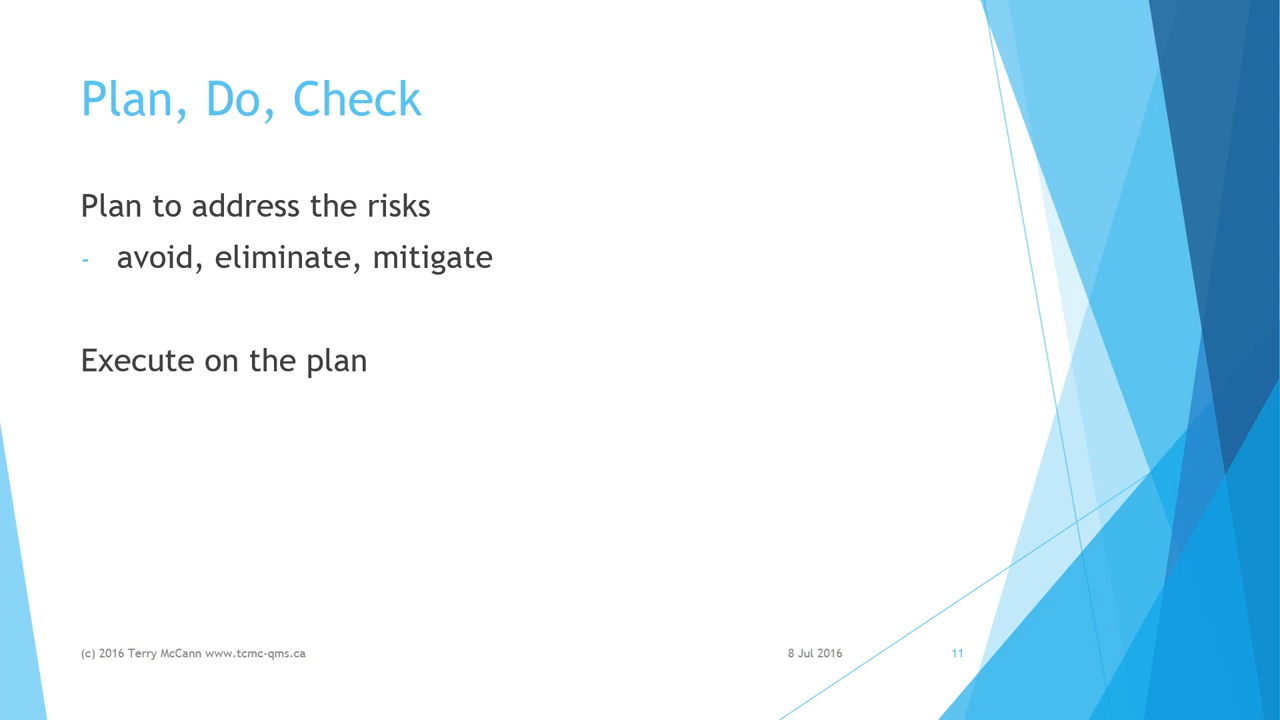 Plan, Do, Check
Plan to address the risks
- avoid, eliminate, mitigate
Execute on the plan
(c) 2016 Terry McCann www.tcmc-qms.ca
8 Jul 2016
11